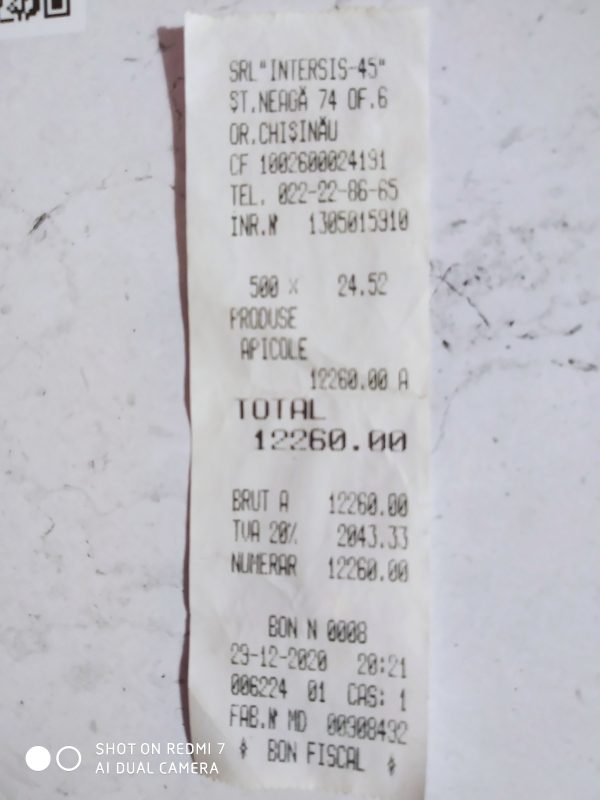 SRL"INTERSIS-45"
ŞT.NEAGĂ 74 OF.6
OR.CHIŞINĂU
CF 1002600024191
TEL. 022-22-86-65
INR.№ 1305015910
500 x 24.52
PRODUSE
APICOLE
12260.00 A
TOTAL
12260.00
BRUT A 12260.00
TVA 20% 2043.33
NUMERAR 12260.00
BON N 0008
29-12-2020 20:21
006224 01 CAS: 1
FAB.№ MD 00908492
BON FISCAL
SHOT ON REDMI 7
AI DUAL CAMERA